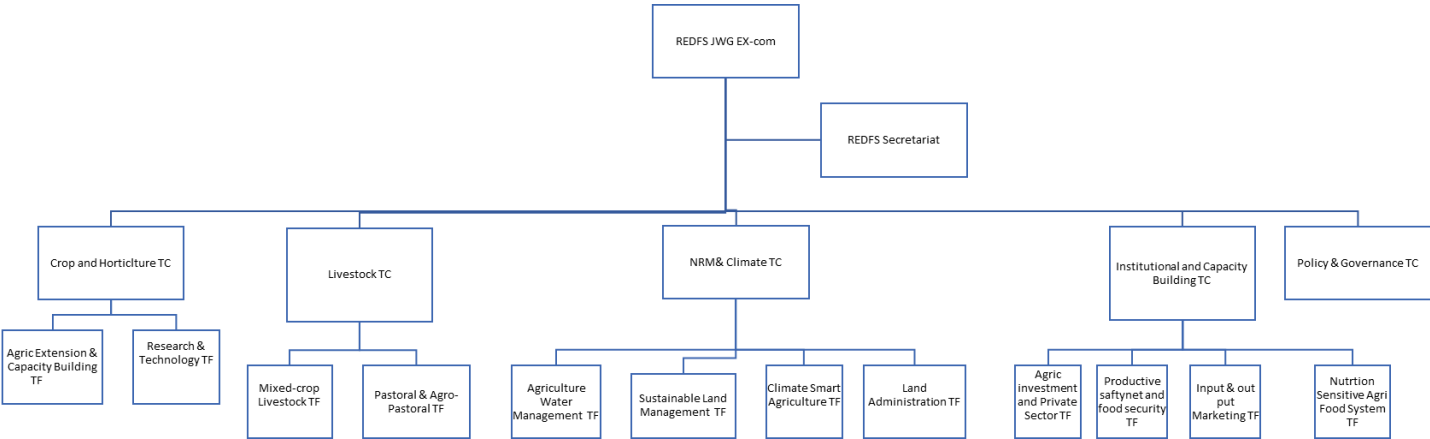 REDFS JWG EX-com
REDFS Secretariat
Crop and Horticlture TC
Livestock TC
NRM& Climate TC
Institutional and Capacity
Building TC
Policy & Governance TC
Agric Extension &
Capacity Building
TF
Research &
Technology TF
Mixed-crop
Livestock TF
Pastoral & Agro-
Pastoral TF
Agriculture
Water
Management TF
Sustainable Land
Management TF
Climate Smart
Agriculture TF
Land
Administration TF
Agric
investment
and Private
Sector TF
Productive
saftynet and
food security
TF
Input & out
put
Marketing TF
Nutrtion
Sensitive Agri
Food System
TF